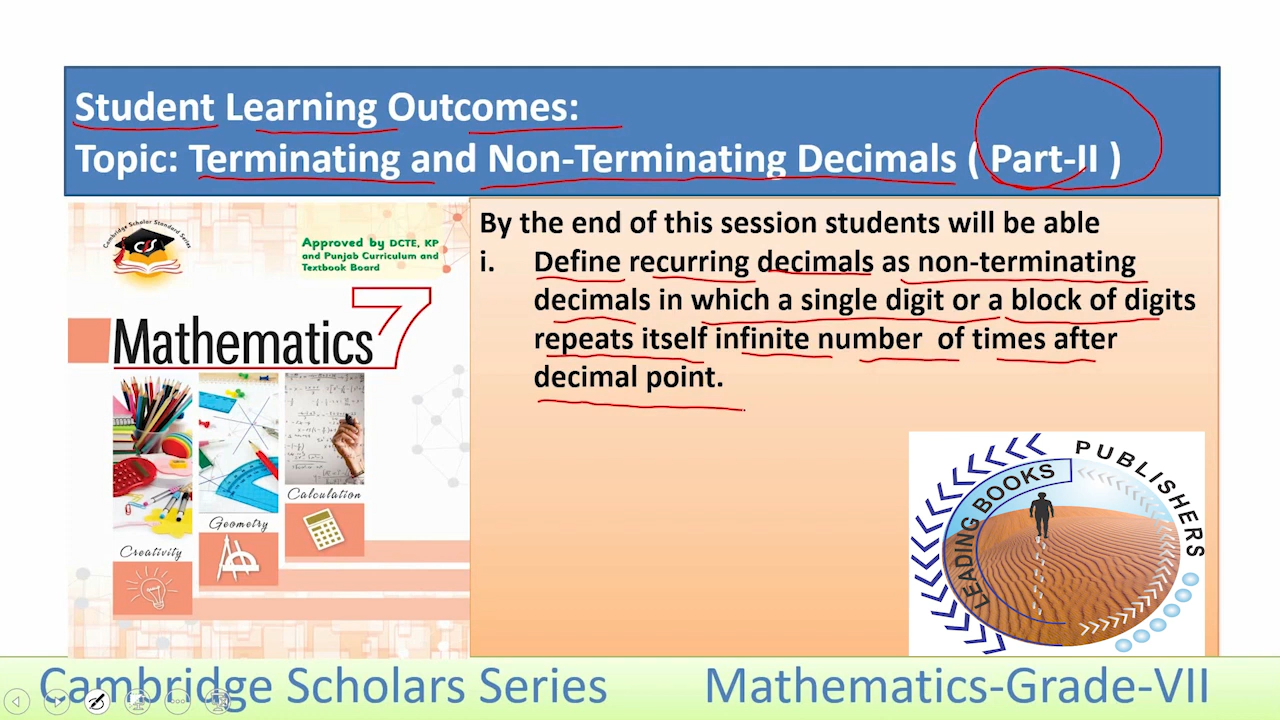 Student Learning Outcomes:
Topic: Terminating and Non-Terminating Decimals ( Part-II )
Cambridge Scholar Standard Series
CSS
Approved by DCTE, KP
and Punjab Curriculum and
Textbook Board
Mathematics 7
Creativity
Geometry
Calculation
By the end of this session students will be able
i. Define recurring decimals as non-terminating
decimals in which a single digit or a block of digits
repeats itself infinite number of times after
decimal point.
LEADING BOOKS
PUBLISHERS
Cambridge Scholars Series
Mathematics-Grade-VII